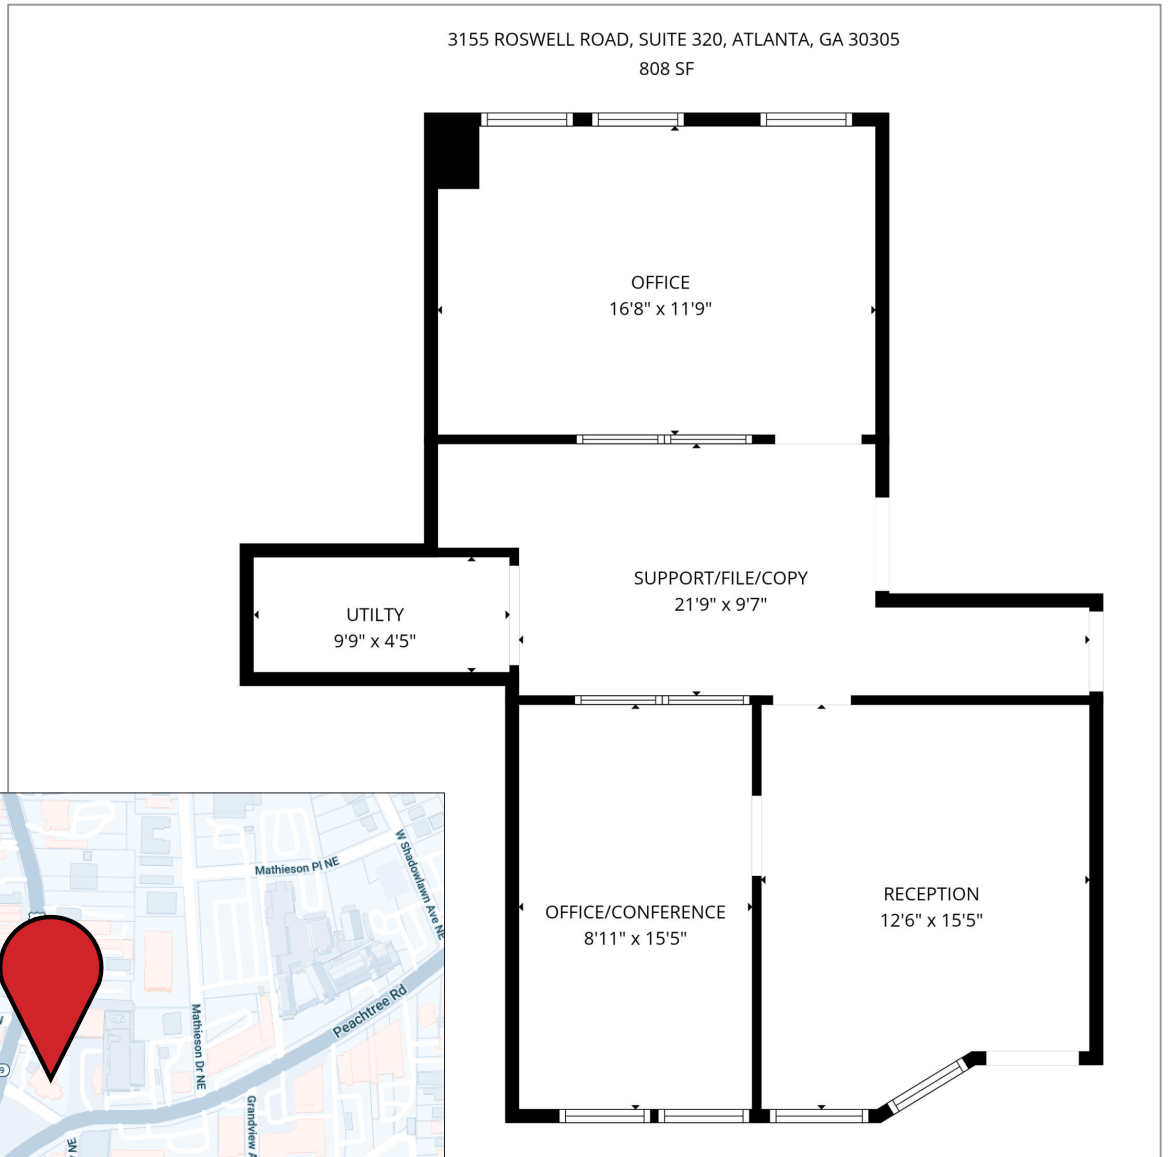 3155 ROSWELL ROAD, SUITE 320, ATLANTA, GA 30305
808 SF
OFFICE
16'8" x 11'9"
SUPPORT/FILE/COPY
21'9" x 9'7"
UTILTY
9'9" x 4'5"
OFFICE/CONFERENCE
8'11" x 15'5"
RECEPTION
12'6" x 15'5"
Mathieson Pl NE
W Shadowlawn Ave NE
Peachtree Rd
Mathieson Dr NE
Grandview A
NE
9